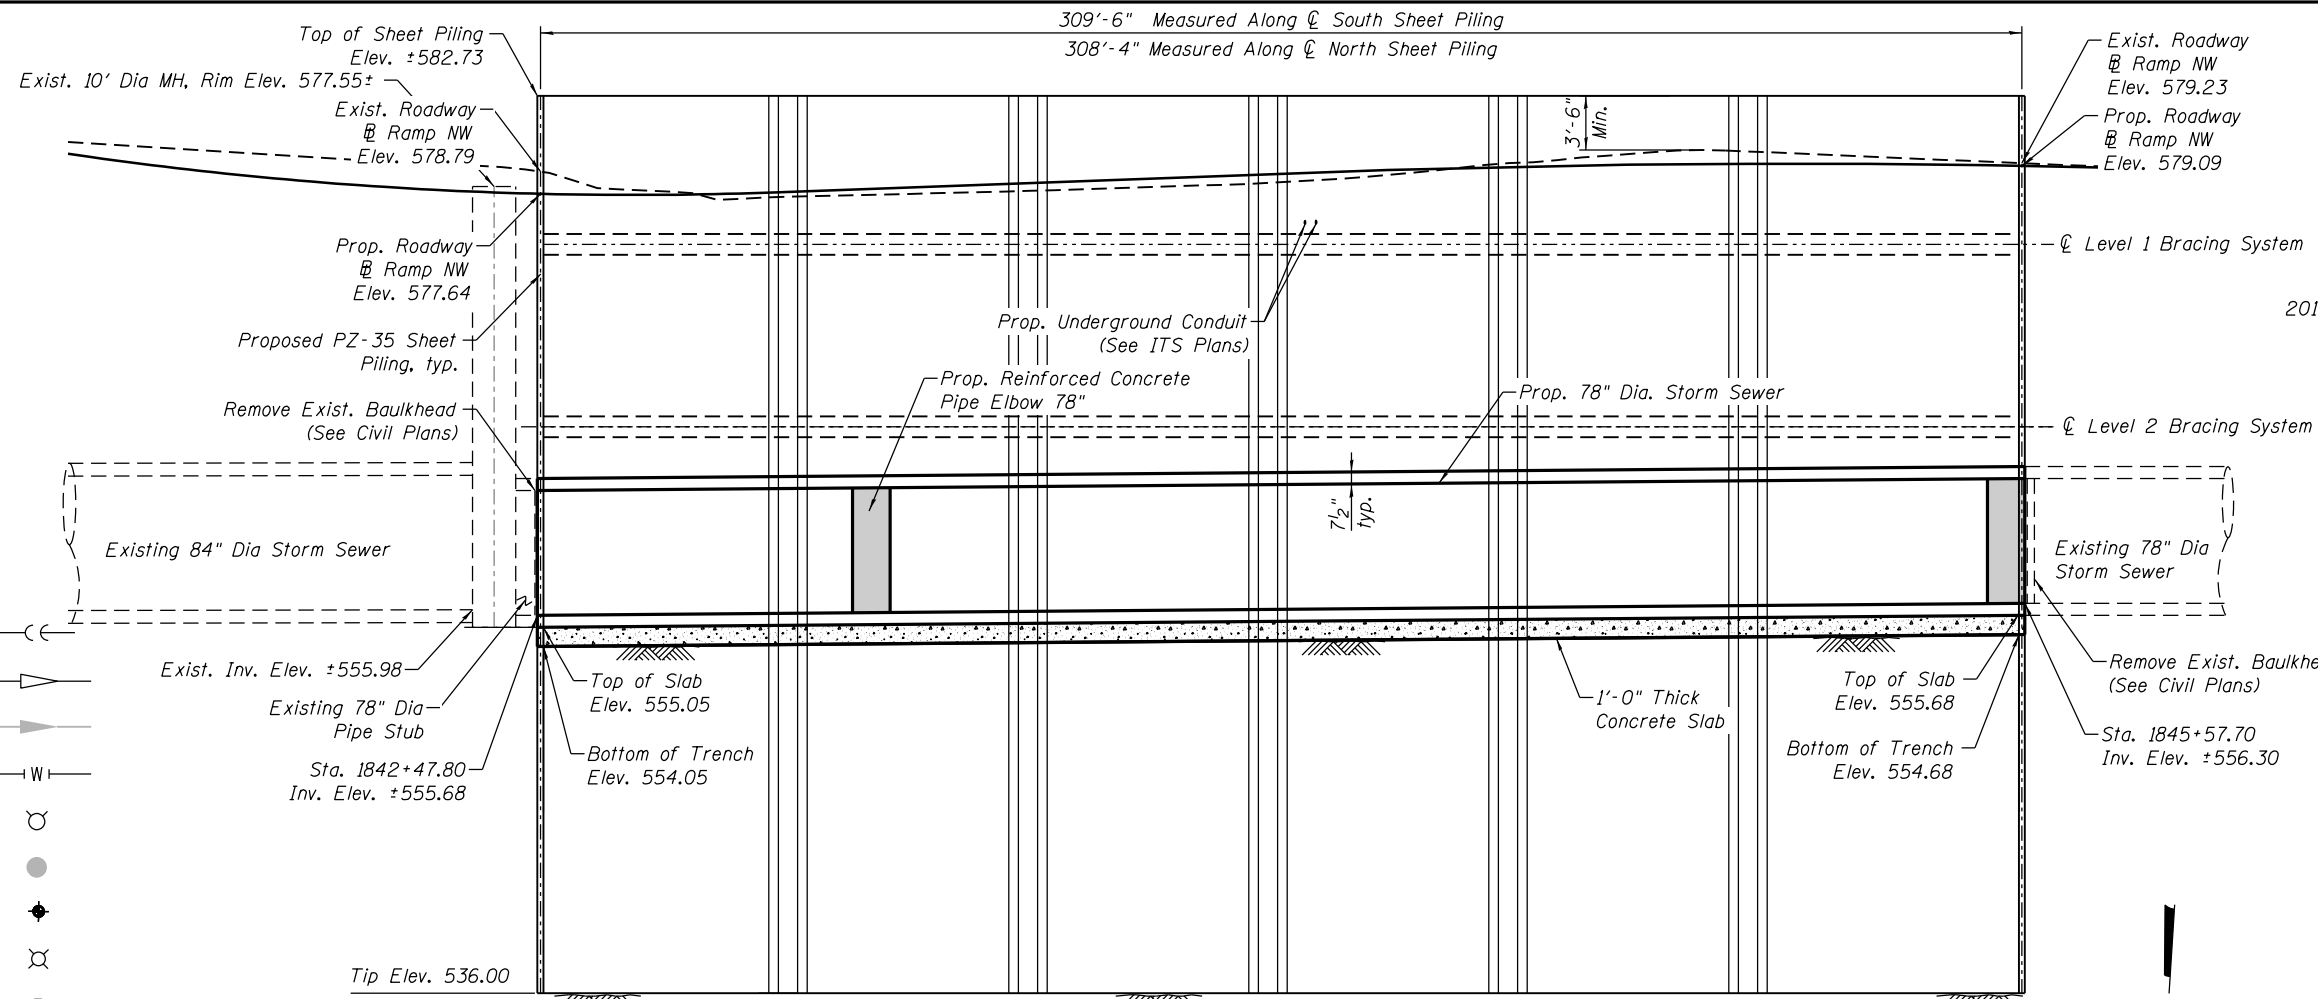 309'-6" Measured Along ℄ South Sheet Piling
308'-4" Measured Along ℄ North Sheet Piling
Top of Sheet Piling
Elev. ±582.73
Exist. 10' Dia MH, Rim Elev. 577.55±
Exist. Roadway
⅊ Ramp NW
Elev. 578.79
Exist. Roadway
⅊ Ramp NW
Elev. 579.23
Prop. Roadway
⅊ Ramp NW
Elev. 579.09
3'-6"
Min.
Prop. Roadway
⅊ Ramp NW
Elev. 577.64
℄ Level 1 Bracing System
201
Proposed PZ-35 Sheet
Piling, typ.
Prop. Underground Conduit
(See ITS Plans)
Prop. Reinforced Concrete
Pipe Elbow 78"
Prop. 78" Dia. Storm Sewer
Remove Exist. Baulkhead
(See Civil Plans)
℄ Level 2 Bracing System
7½"
typ.
Existing 84" Dia Storm Sewer
Existing 78" Dia
Storm Sewer
Exist. Inv. Elev. ±555.98
Existing 78" Dia
Pipe Stub
Sta. 1842+47.80
Inv. Elev. ±555.68
Top of Slab
Elev. 555.05
Bottom of Trench
Elev. 554.05
1'-0" Thick
Concrete Slab
Top of Slab
Elev. 555.68
Bottom of Trench
Elev. 554.68
Remove Exist. Baulkhe
(See Civil Plans)
Sta. 1845+57.70
Inv. Elev. ±556.30
W
Tip Elev. 536.00